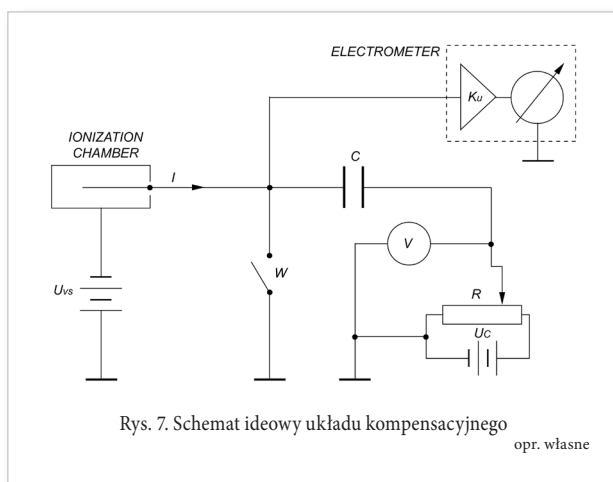 ELECTROMETER
Ku
IONIZATION
CHAMBER
I
C
V
W
Uvs
R
Uc
Rys. 7. Schemat ideowy układu kompensacyjnego
opr. własne